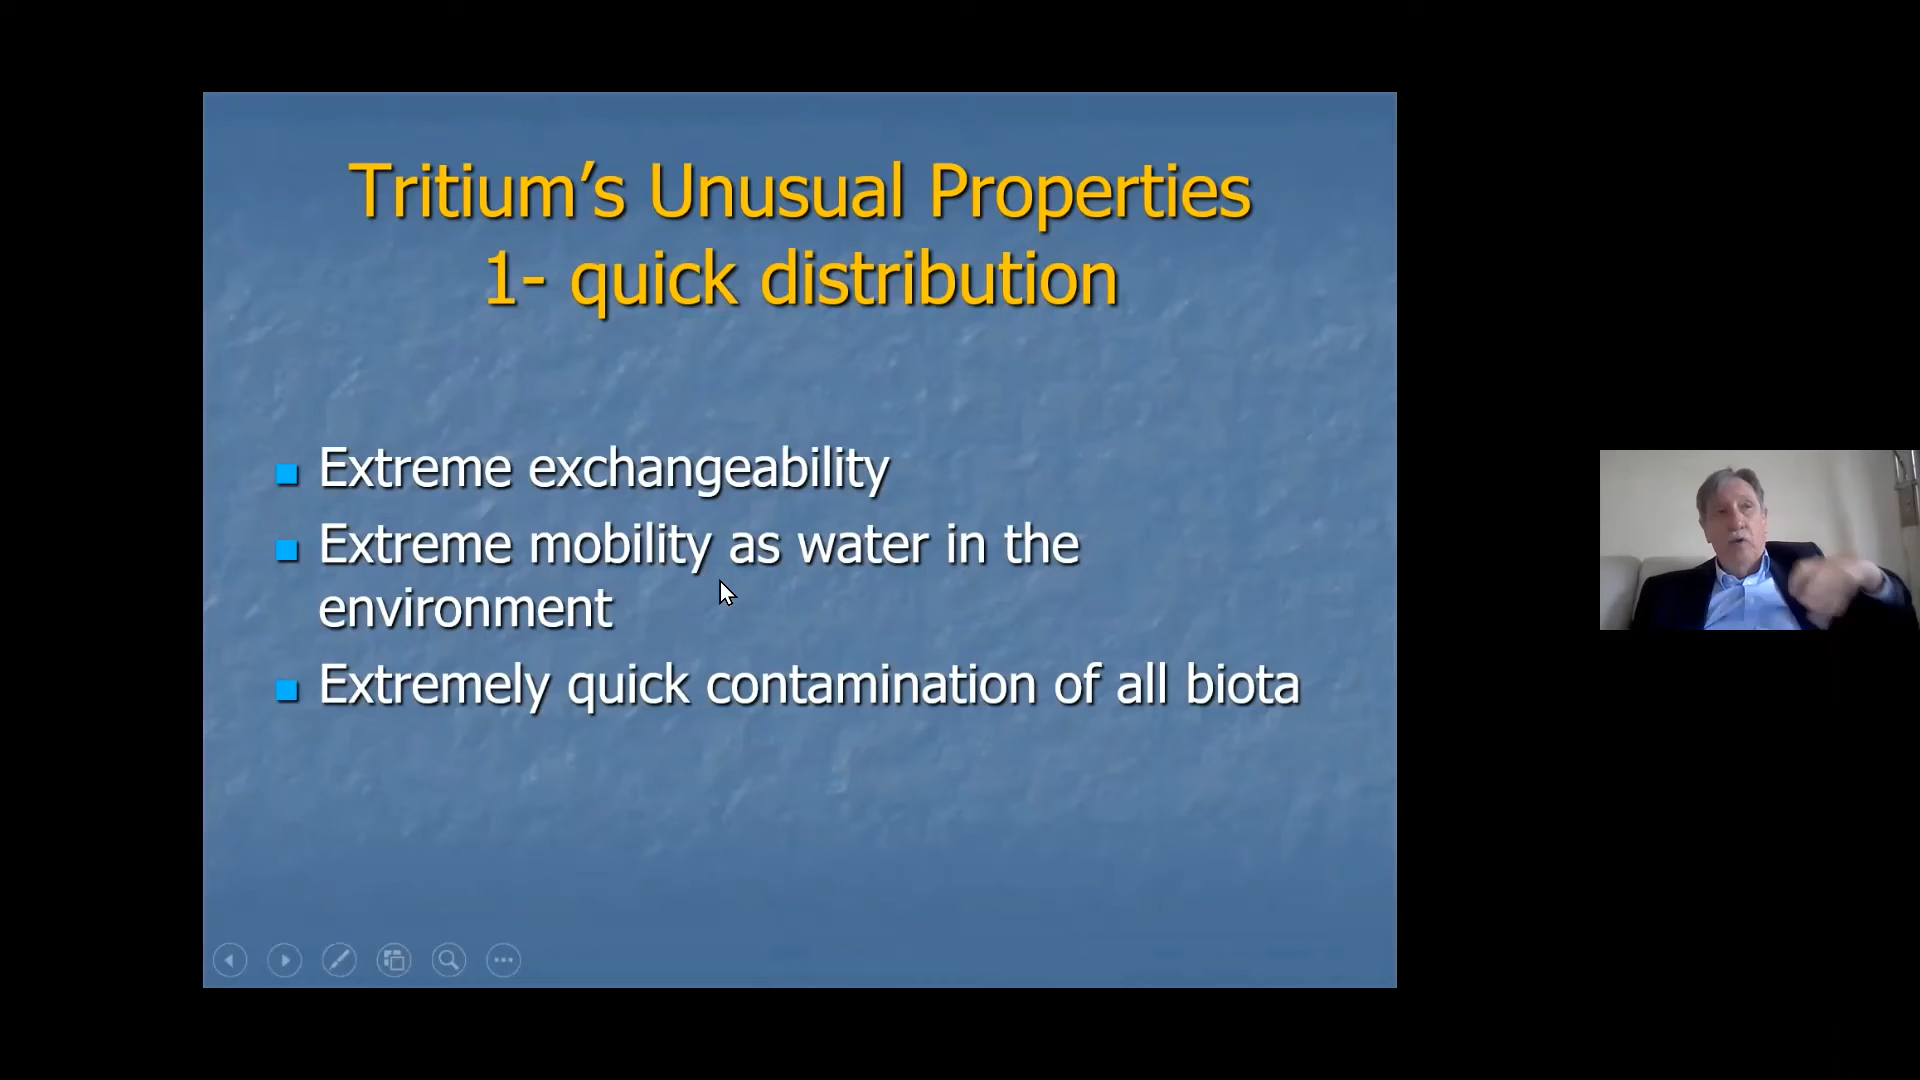 Tritium’s Unusual Properties
1- quick distribution
Extreme exchangeability
Extreme mobility as water in the
environment
Extremely quick contamination of all biota